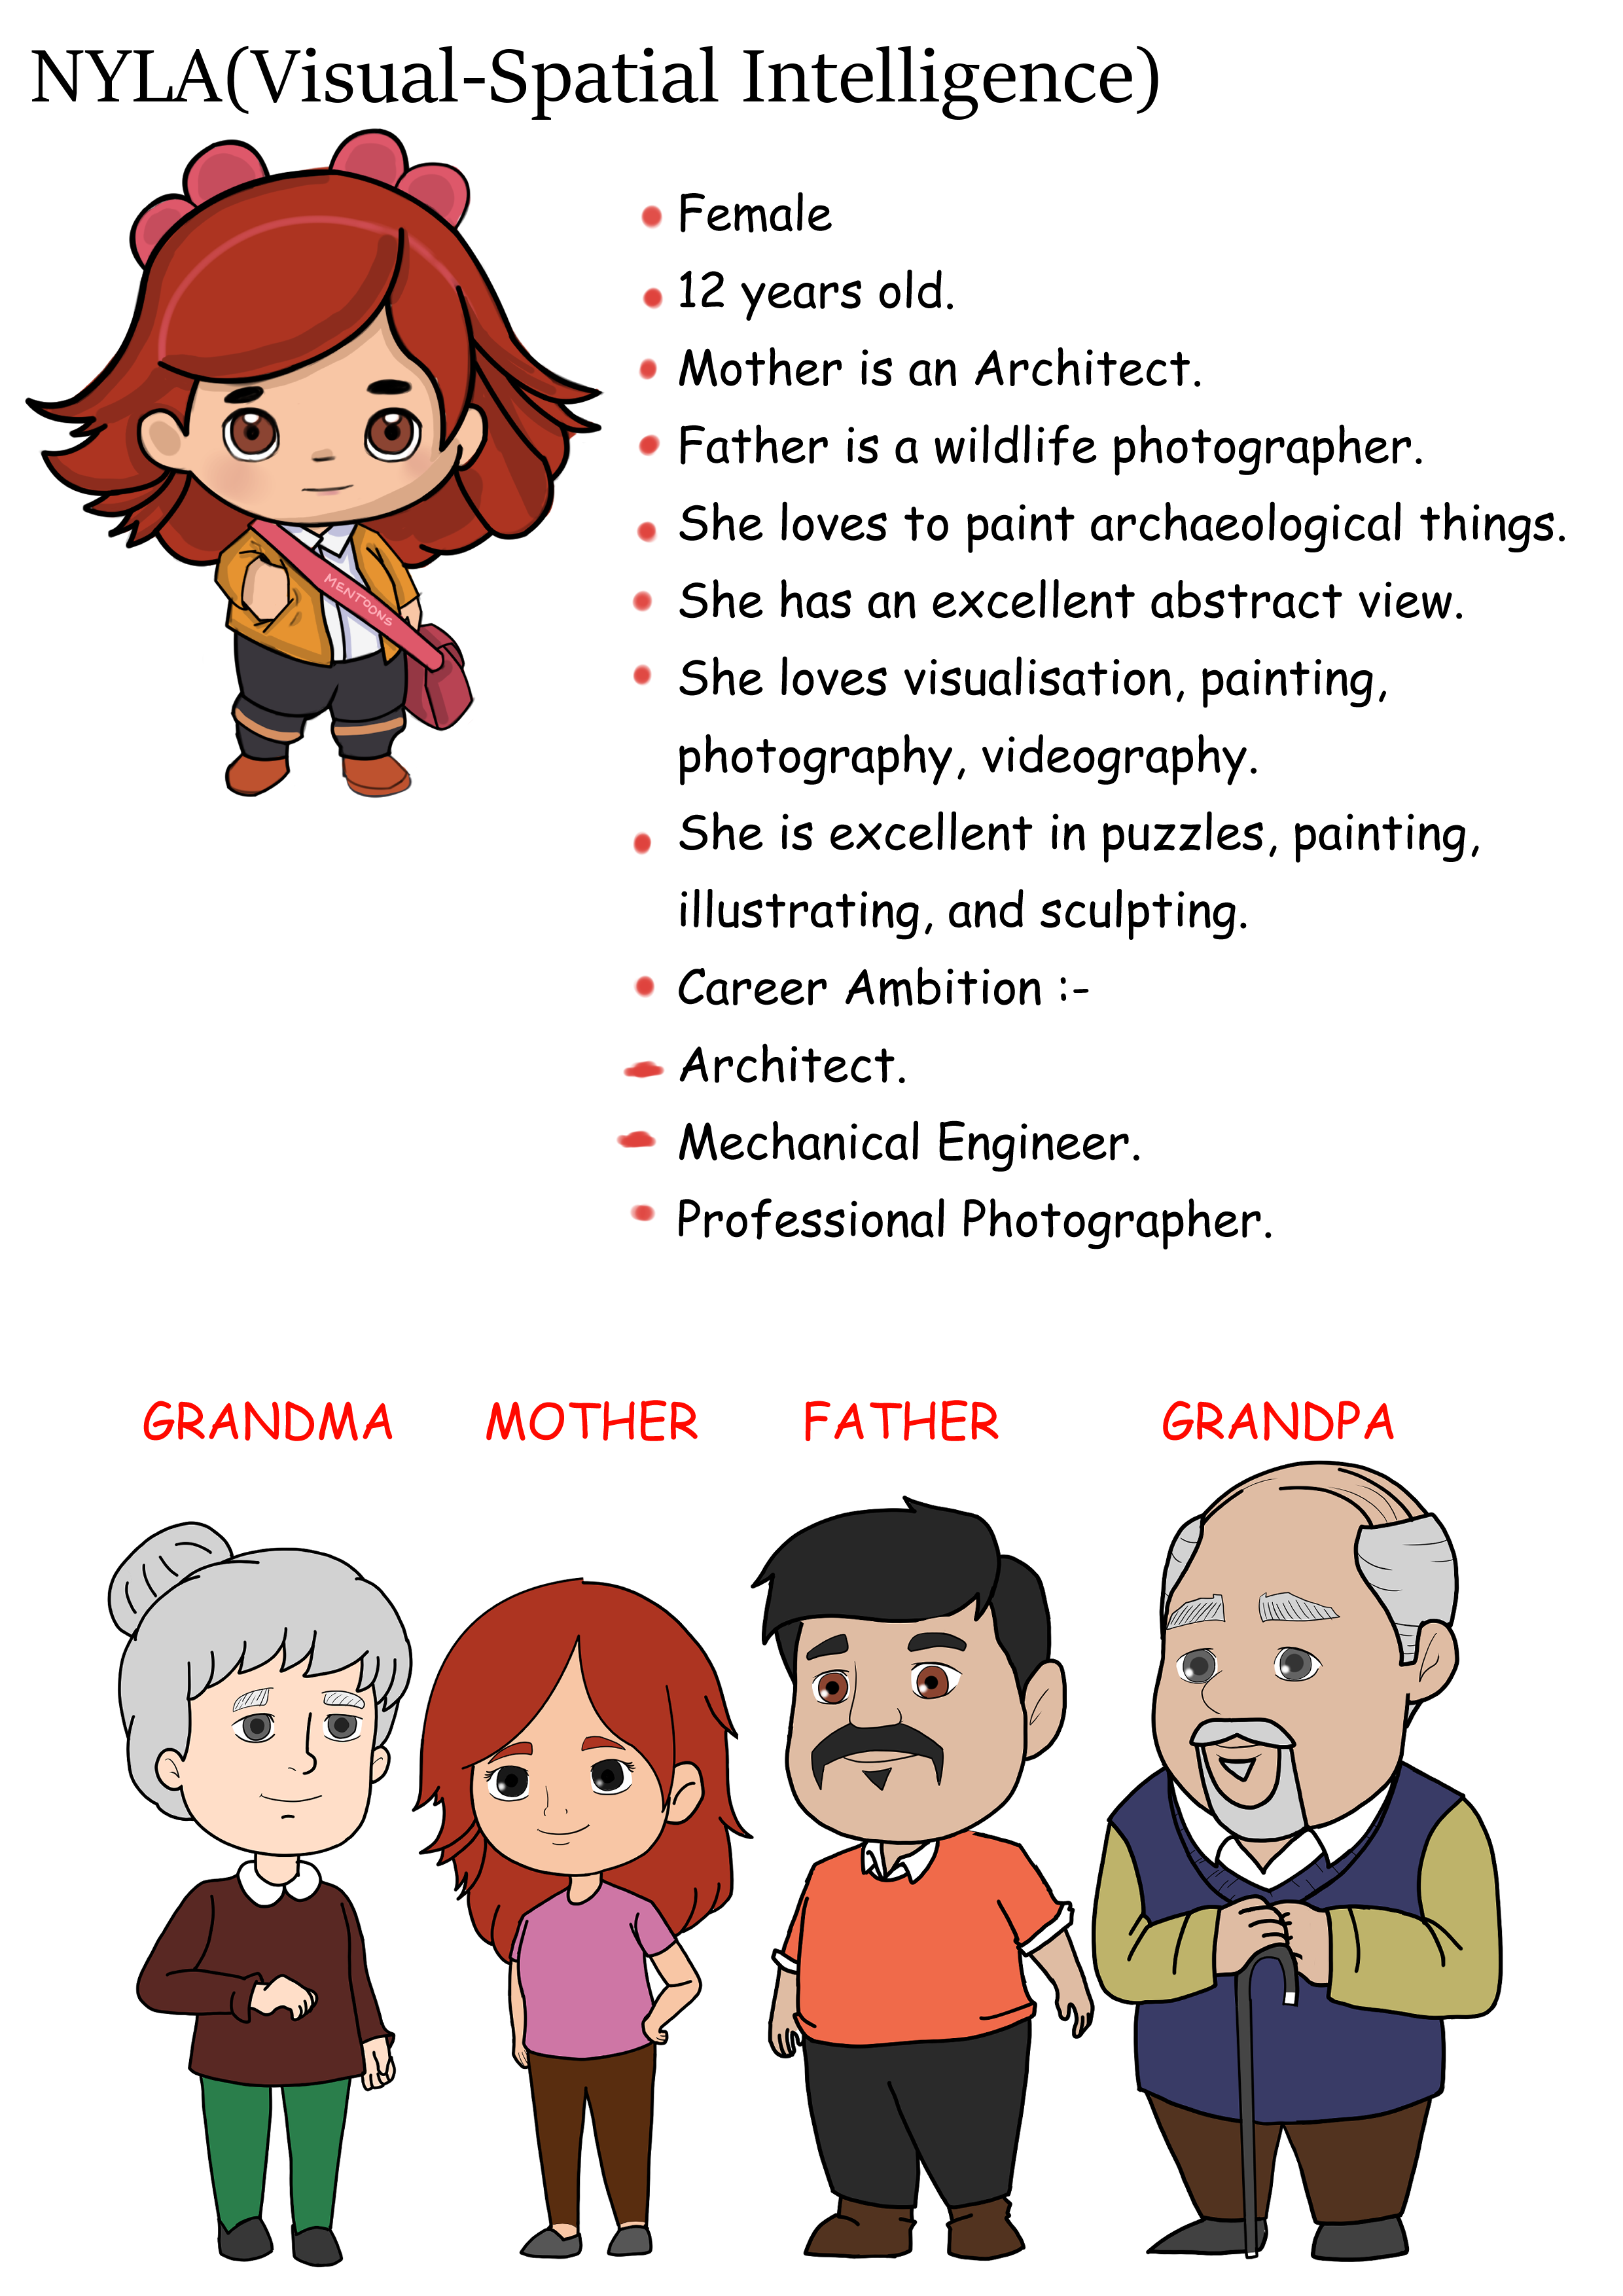 NYLA(Visual-Spatial Intelligence)
Female
12 years old.
Mother is an Architect.
Father is a wildlife photographer.
She loves to paint archaeological things.
She has an excellent abstract view.
She loves visualisation, painting,
photography, videography.
She is excellent in puzzles, painting,
illustrating, and sculpting.
Career Ambition :-
Architect.
Mechanical Engineer.
Professional Photographer.
MENTOONS
GRANDMA
MOTHER
FATHER
GRANDPA